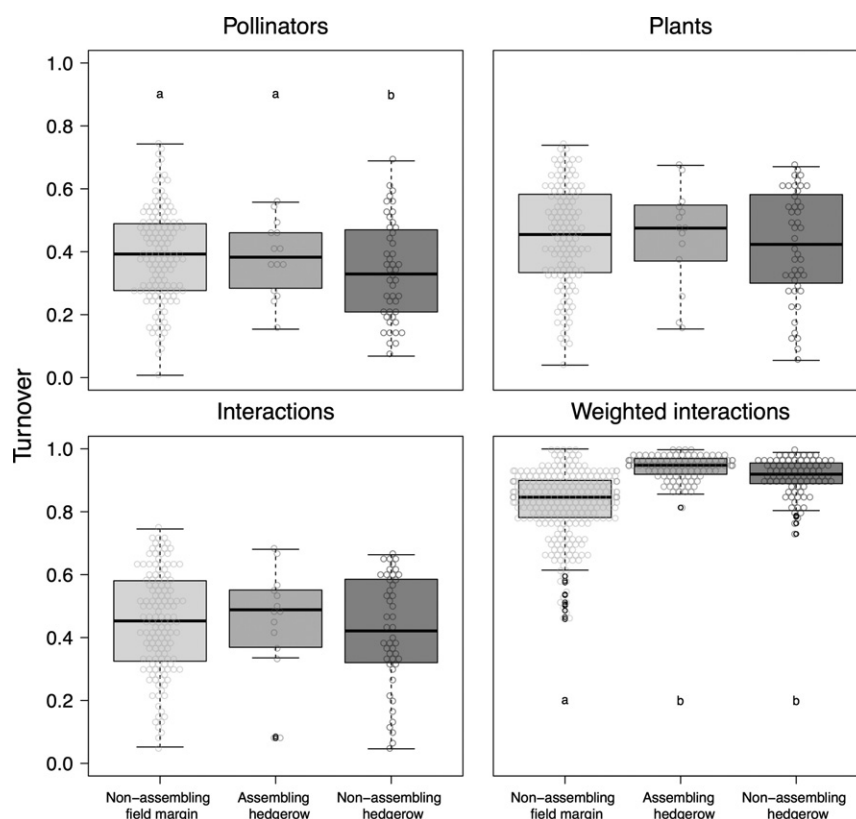 Pollinators
Plants
1.0
0.8
0.6
0.4
0.2
0.0
a
a
b
Turnover
Interactions
Weighted interactions
1.0
0.8
0.6
0.4
0.2
0.0
a
b
b
Non−assembling
field margin
Assembling
hedgerow
Non−assembling
hedgerow
Non−assembling
field margin
Assembling
hedgerow
Non−assembling
hedgerow